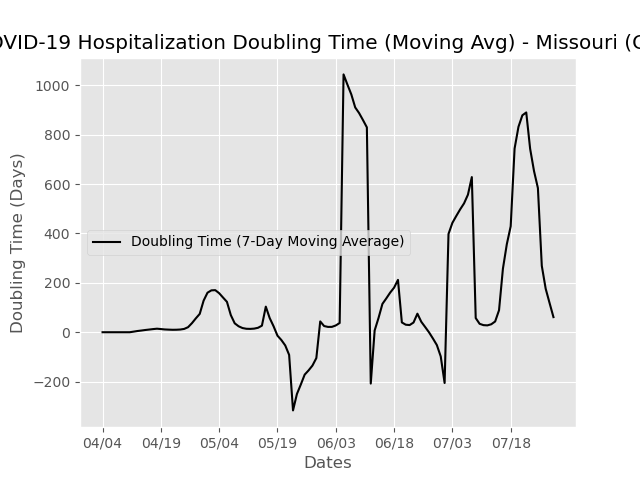 OVID-19 Hospitalization Doubling Time (Moving Avg) - Missouri (C
1000
800
600
400
200
0
−200
Doubling Time (Days)
Doubling Time (7-Day Moving Average)
04/04 04/19 05/04 05/19 06/03 06/18 07/03 07/18
Dates